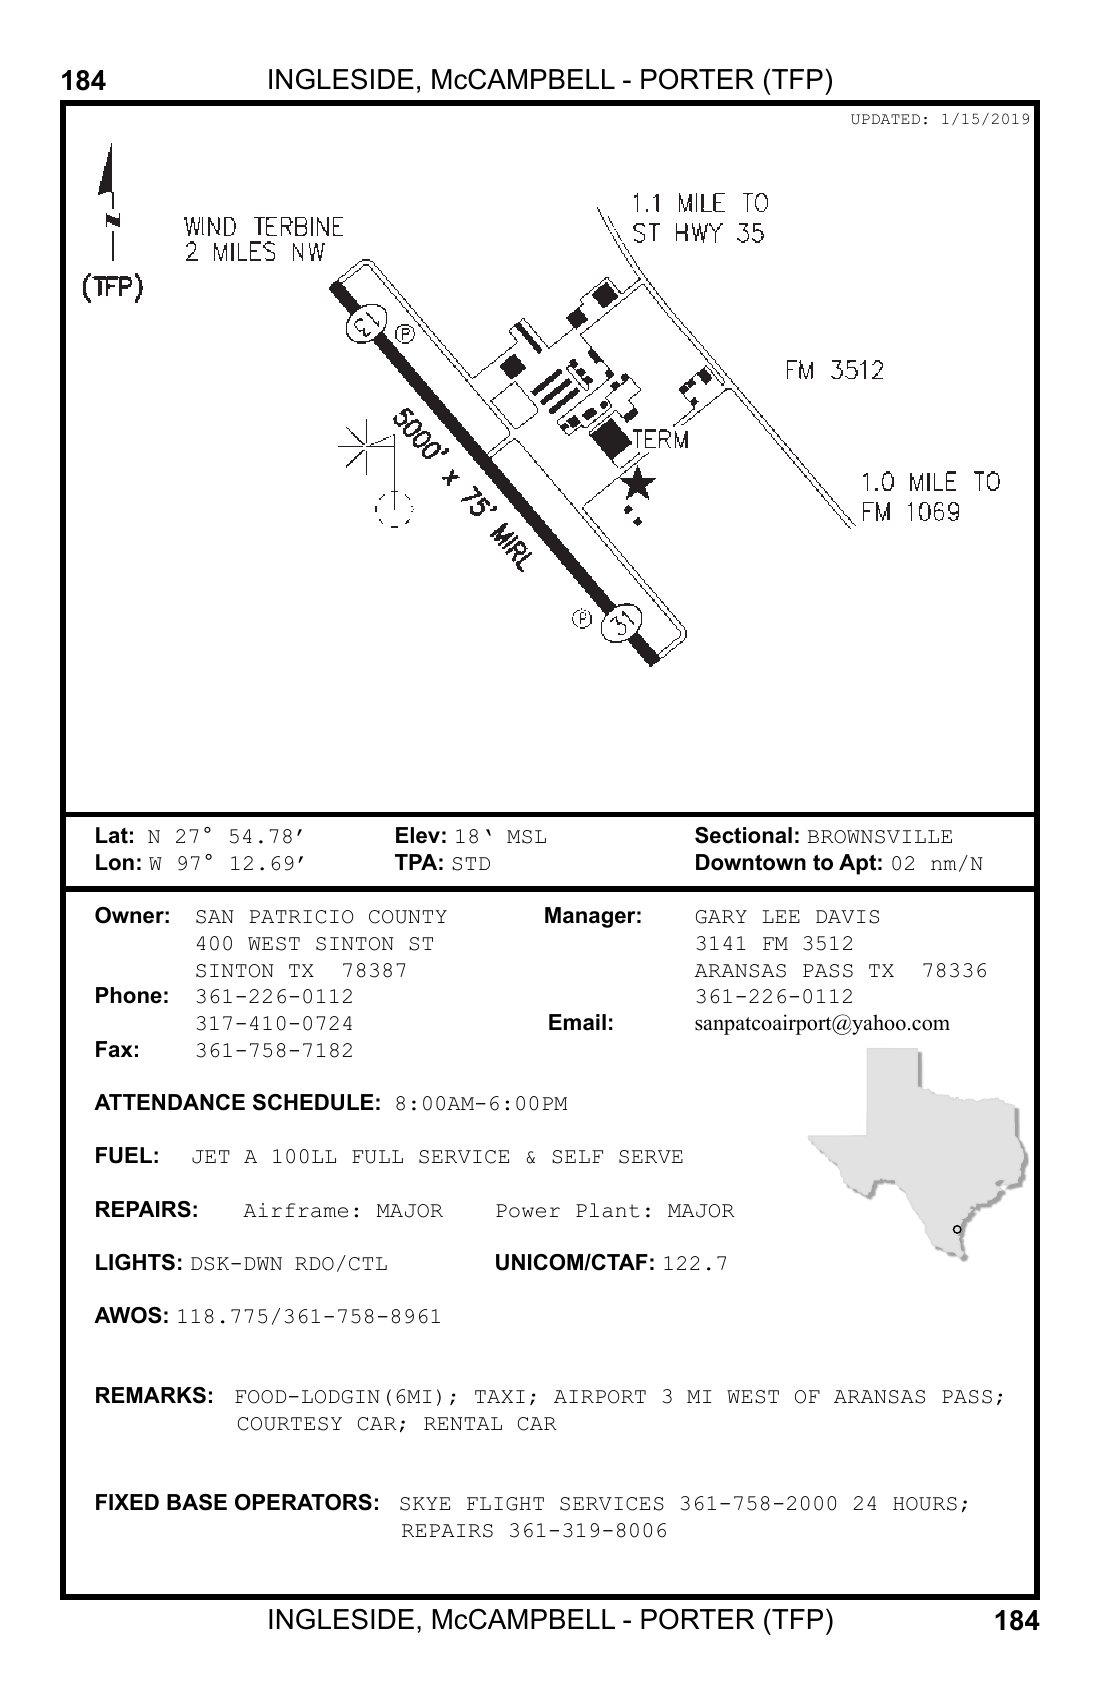 184 INGLESIDE, McCAMPBELL - PORTER (TFP)
UPDATED: 1/15/2019
N
(TFP)
WIND TERBINE
2 MILES NW
1.1 MILE TO
ST HWY 35
13
P
FM 3512
5000' x 75' MIRL
TERM
1.0 MILE TO
FM 1069
P
31
Lat: N 27° 54.78′ Elev: 18‛ MSL Sectional: BROWNSVILLE
Lon: W 97° 12.69′ TPA: STD Downtown to Apt: 02 nm/N
Owner: SAN PATRICIO COUNTY Manager: GARY LEE DAVIS
400 WEST SINTON ST 3141 FM 3512
SINTON TX 78387 ARANSAS PASS TX 78336
Phone: 361-226-0112 361-226-0112
317-410-0724 Email: sanpatcoairport@yahoo.com
Fax: 361-758-7182
ATTENDANCE SCHEDULE: 8:00AM-6:00PM
FUEL: JET A 100LL FULL SERVICE & SELF SERVE
REPAIRS: Airframe: MAJOR Power Plant: MAJOR
LIGHTS: DSK-DWN RDO/CTL UNICOM/CTAF: 122.7
AWOS: 118.775/361-758-8961
REMARKS: FOOD-LODGIN(6MI); TAXI; AIRPORT 3 MI WEST OF ARANSAS PASS;
COURTESY CAR; RENTAL CAR
FIXED BASE OPERATORS: SKYE FLIGHT SERVICES 361-758-2000 24 HOURS;
REPAIRS 361-319-8006
INGLESIDE, McCAMPBELL - PORTER (TFP) 184